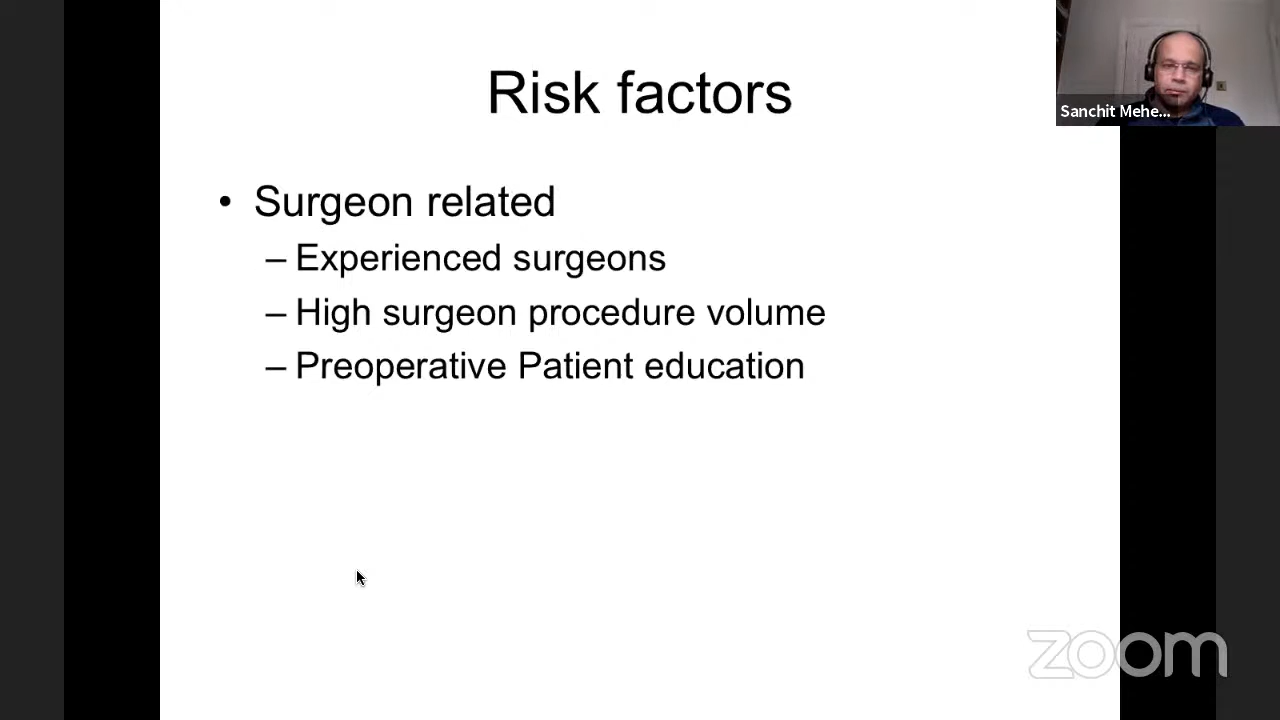 Risk factors
Sanchit Mehe...
• Surgeon related
– Experienced surgeons
– High surgeon procedure volume
– Preoperative Patient education
zoom